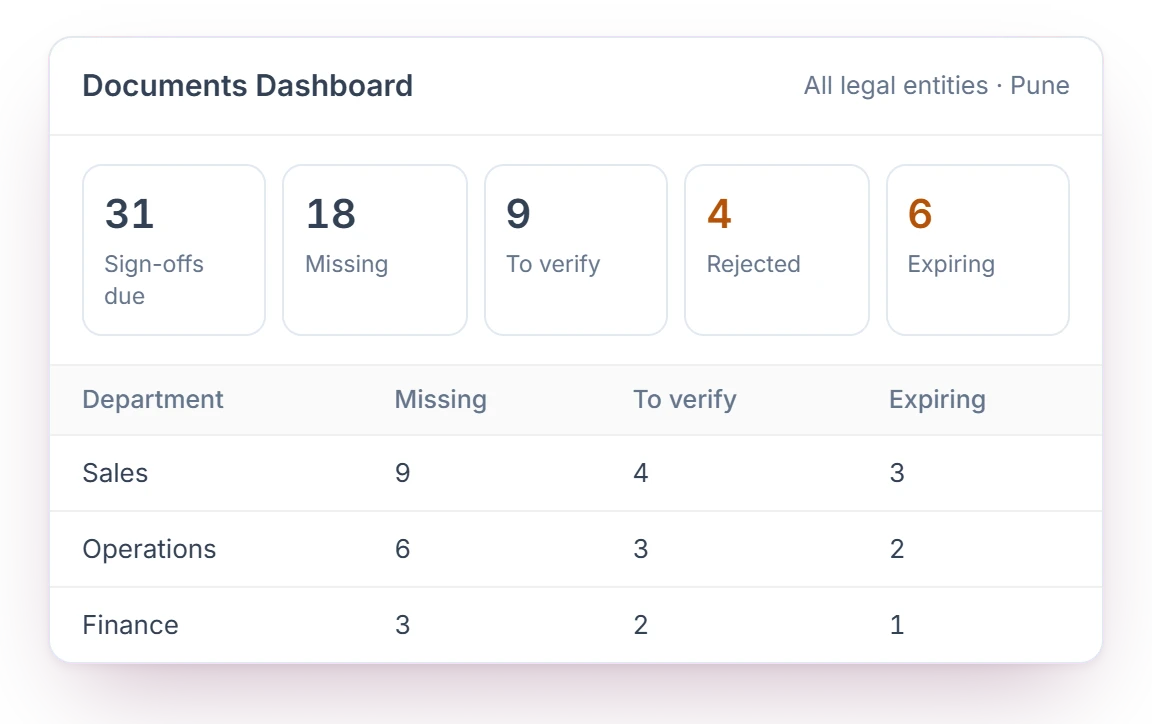 Documents Dashboard
All legal entities · Pune
31
Sign-offs
due
18
Missing
9
To verify
4
Rejected
6
Expiring
Department Missing To verify Expiring
Sales 9 4 3
Operations 6 3 2
Finance 3 2 1